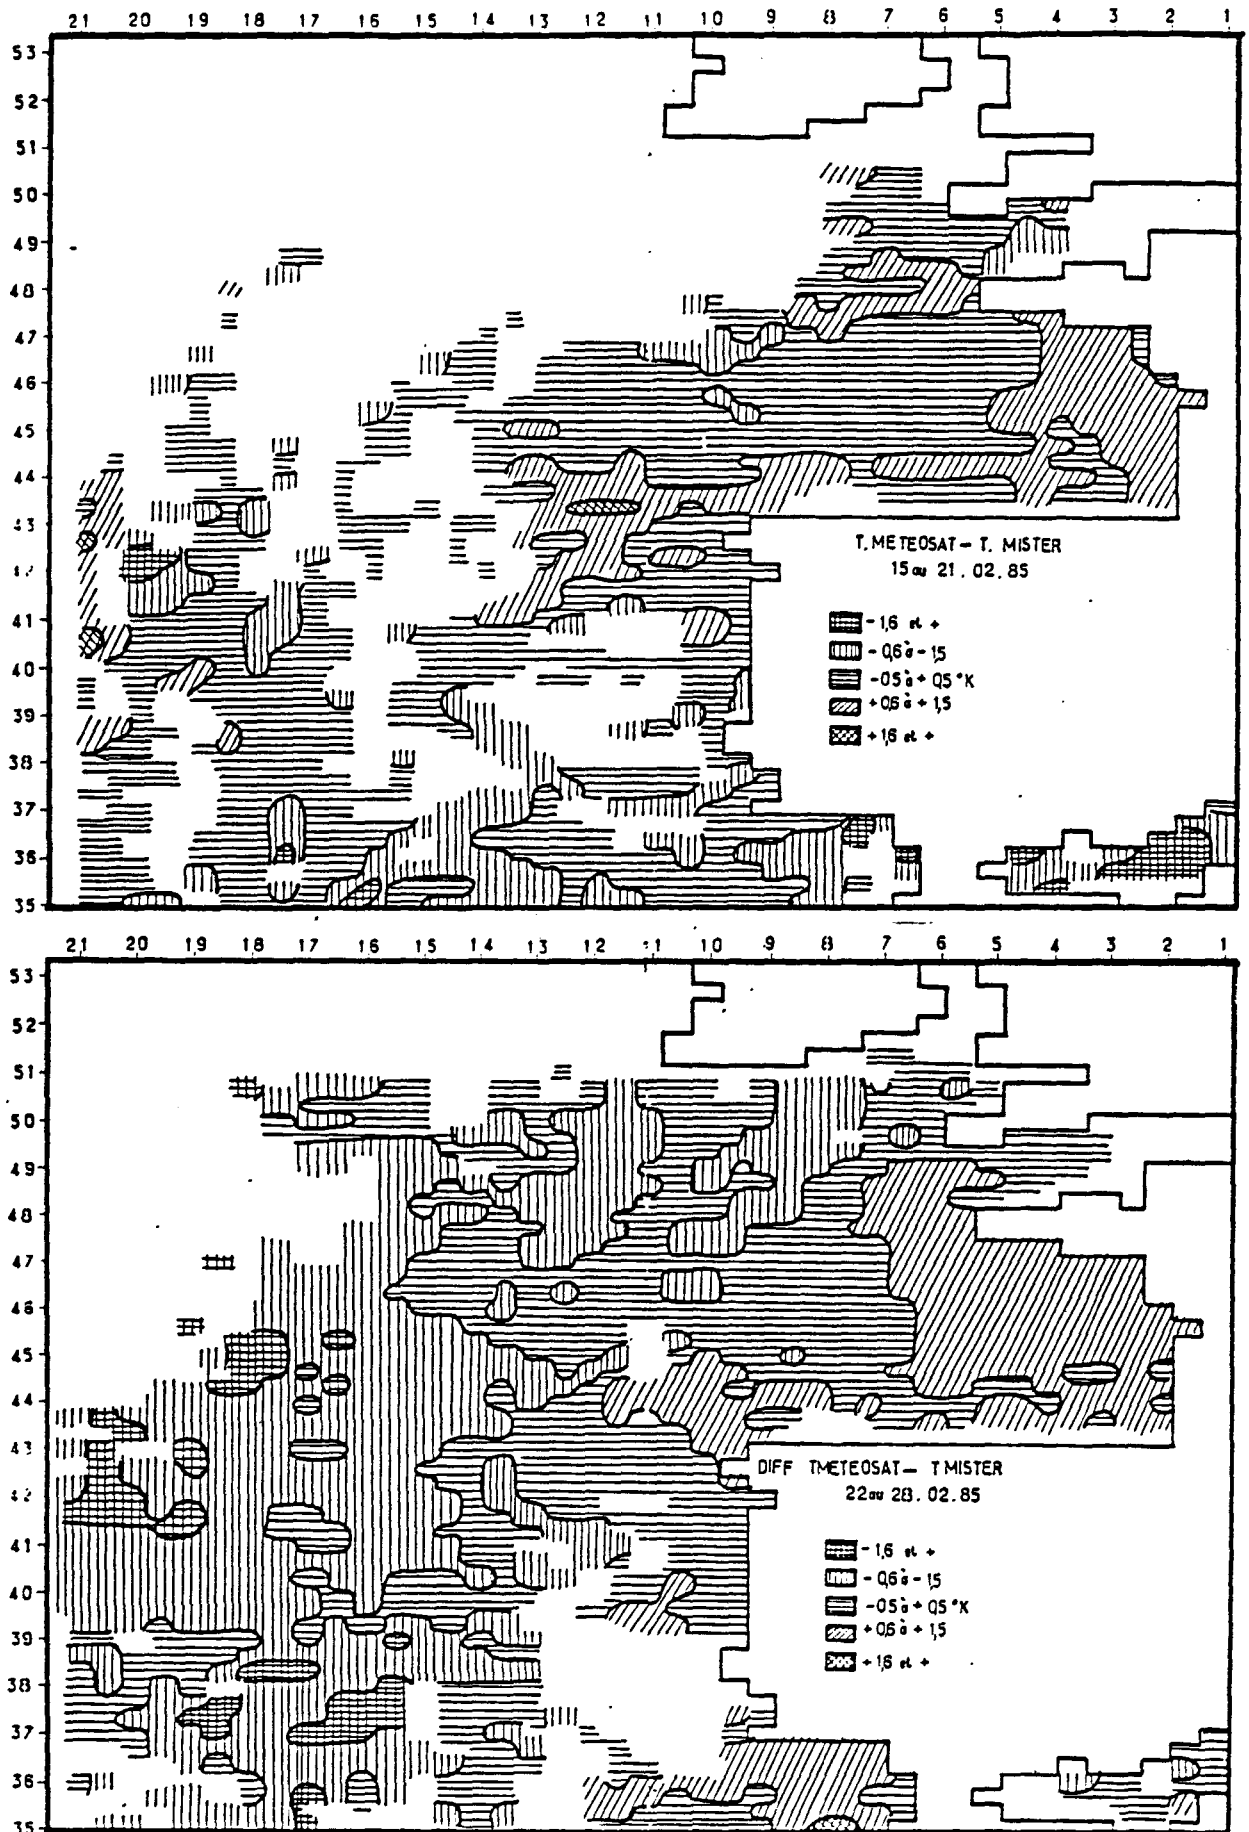 21 20 19 18 17 16 15 14 13 12 11 10 9 8 7 6 5 4 3 2 1
53
52
51
50
49
48
47
46
45
44
43
42
41
40
39
38
37
36
35
T. METEOSAT – T. MISTER
15 au 21 . 02 . 85
- 1,6 et +
- 0,6 à - 1,5
- 0,5 à + 0,5 °K
+ 0,6 à + 1,5
+ 1,6 et +
21 20 19 18 17 16 15 14 13 12 11 10 9 8 7 6 5 4 3 2 1
53
52
51
50
49
48
47
46
45
44
43
42
41
40
39
38
37
36
35
DIFF TMETEOSAT – T MISTER
22 au 28 . 02 . 85
- 1,6 et +
- 0,6 à - 1,5
- 0,5 à + 0,5 °K
+ 0,6 à + 1,5
+ 1,6 et +